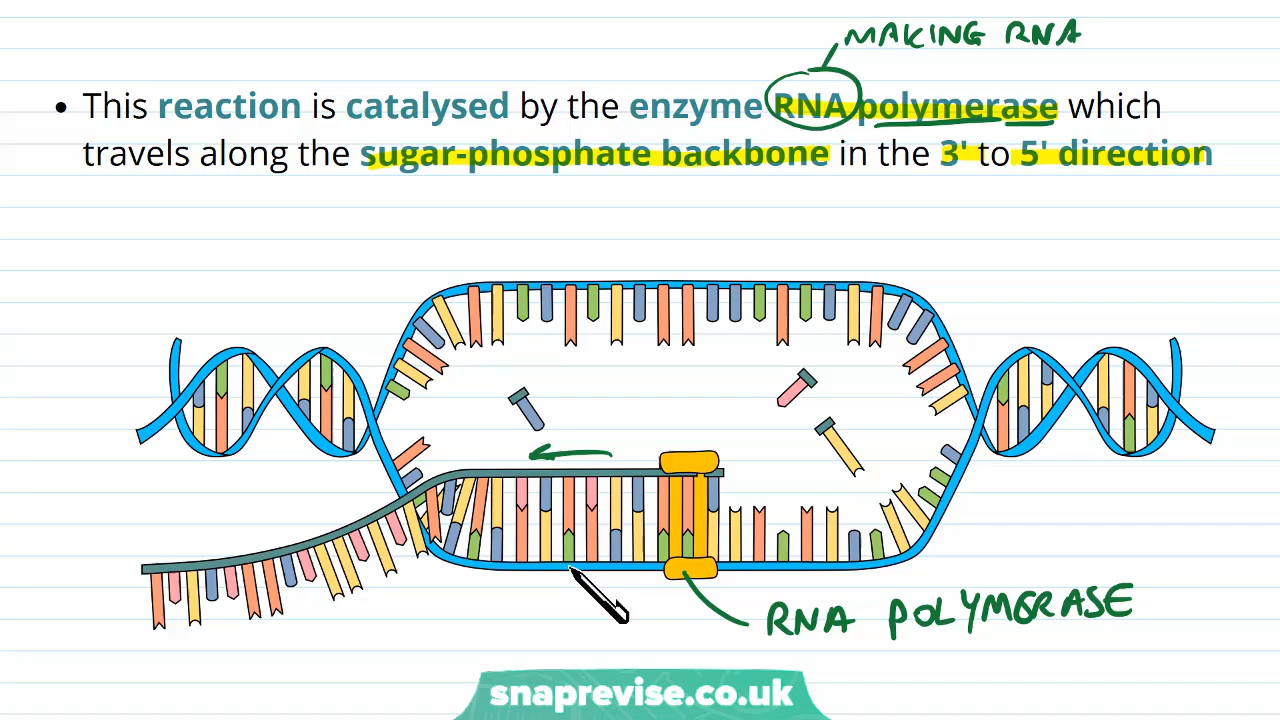 MAKING RNA
• This reaction is catalysed by the enzyme RNA polymerase which
travels along the sugar-phosphate backbone in the 3' to 5' direction
RNA POLYMERASE
snaprevise.co.uk